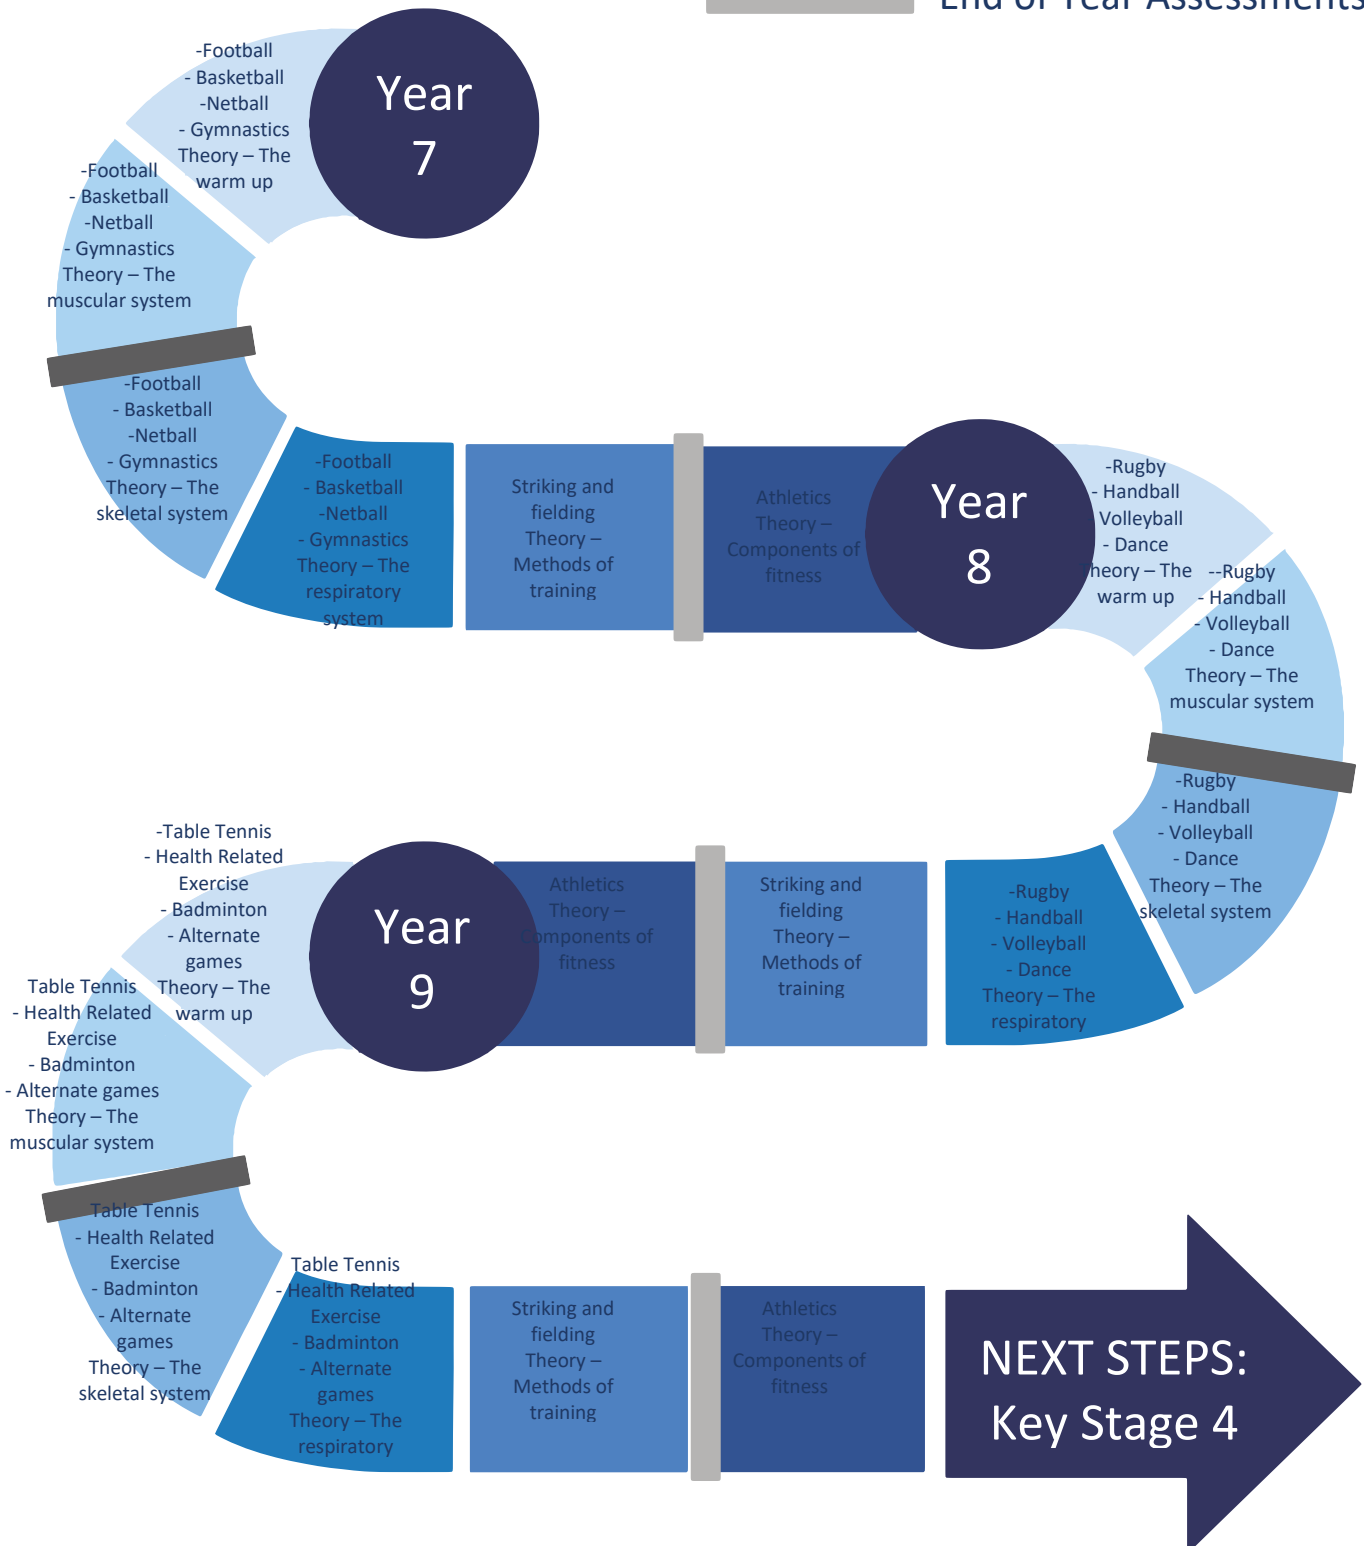 End of Year Assessments
-Football
- Basketball
-Netball
- Gymnastics
Theory – The
warm up
Year
7
-Football
- Basketball
-Netball
- Gymnastics
Theory – The
muscular system
-Football
- Basketball
-Netball
- Gymnastics
Theory – The
skeletal system
-Football
- Basketball
-Netball
- Gymnastics
Theory – The
respiratory
system
Striking and
fielding
Theory –
Methods of
training
Athletics
Theory –
Components of
fitness
Year
8
-Rugby
- Handball
Volleyball
- Dance
Theory – The
warm up
--Rugby
- Handball
- Volleyball
- Dance
Theory – The
muscular system
-Rugby
- Handball
- Volleyball
- Dance
Theory – The
skeletal system
-Rugby
- Handball
- Volleyball
- Dance
Theory – The
respiratory
Striking and
fielding
Theory –
Methods of
training
Athletics
Theory –
Components of
fitness
Year
9
-Table Tennis
- Health Related
Exercise
- Badminton
- Alternate
games
Theory – The
warm up
Table Tennis
- Health Related
Exercise
- Badminton
- Alternate games
Theory – The
muscular system
Table Tennis
- Health Related
Exercise
- Badminton
- Alternate
games
Theory – The
skeletal system
Table Tennis
- Health Related
Exercise
- Badminton
- Alternate
games
Theory – The
respiratory
Striking and
fielding
Theory –
Methods of
training
Athletics
Theory –
Components of
fitness
NEXT STEPS:
Key Stage 4